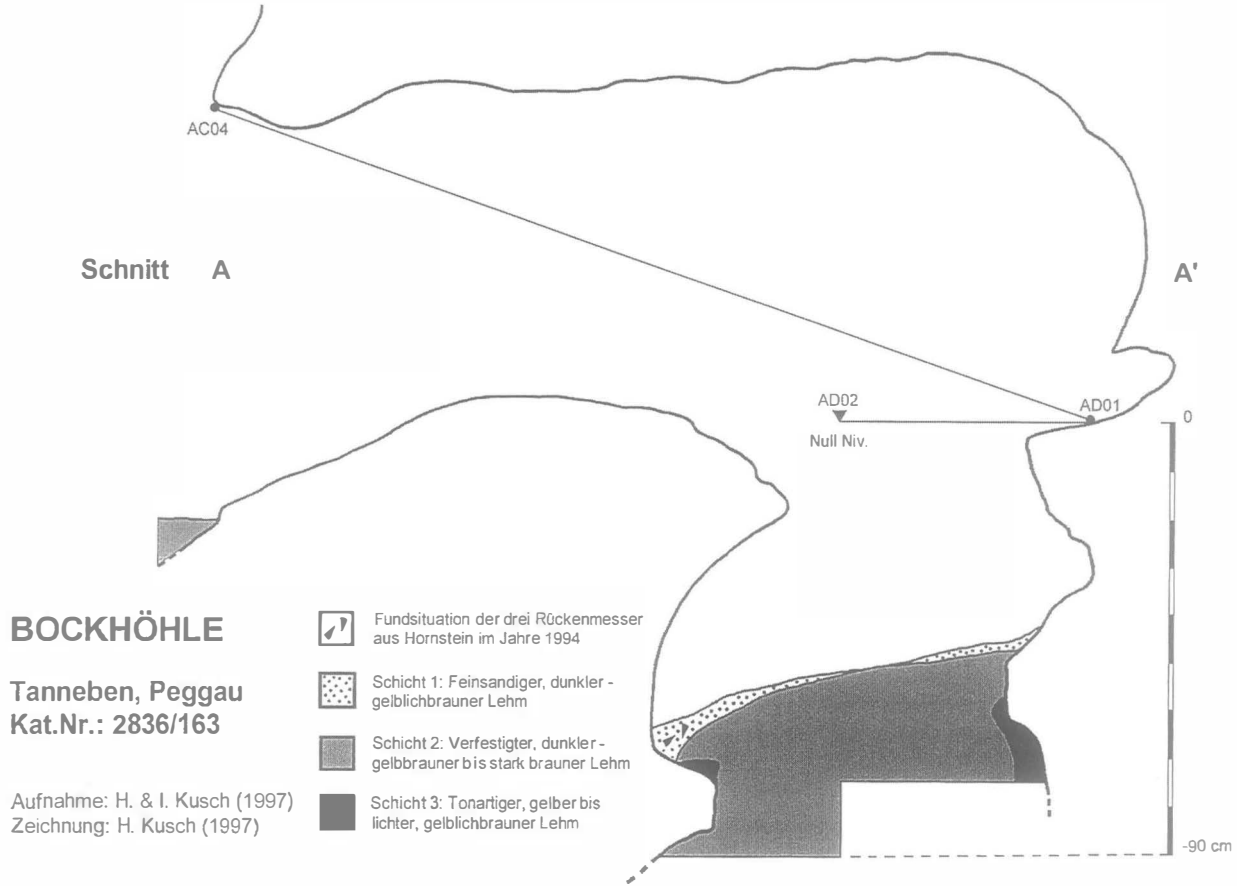 AC04
Schnitt A
A'
AD02
AD01
Null Niv.
0
BOCKHÖHLE
Tanneben, Peggau
Kat.Nr.: 2836/163
Aufnahme: H. & I. Kusch (1997)
Zeichnung: H. Kusch (1997)
Fundsituation der drei Rückenmesser
aus Hornstein im Jahre 1994
Schicht 1: Feinsandiger, dunkler -
gelblichbrauner Lehm
Schicht 2: Verfestigter, dunkler -
gelbbrauner bis stark brauner Lehm
Schicht 3: Tonartiger, gelber bis
lichter, gelblichbrauner Lehm
-90 cm